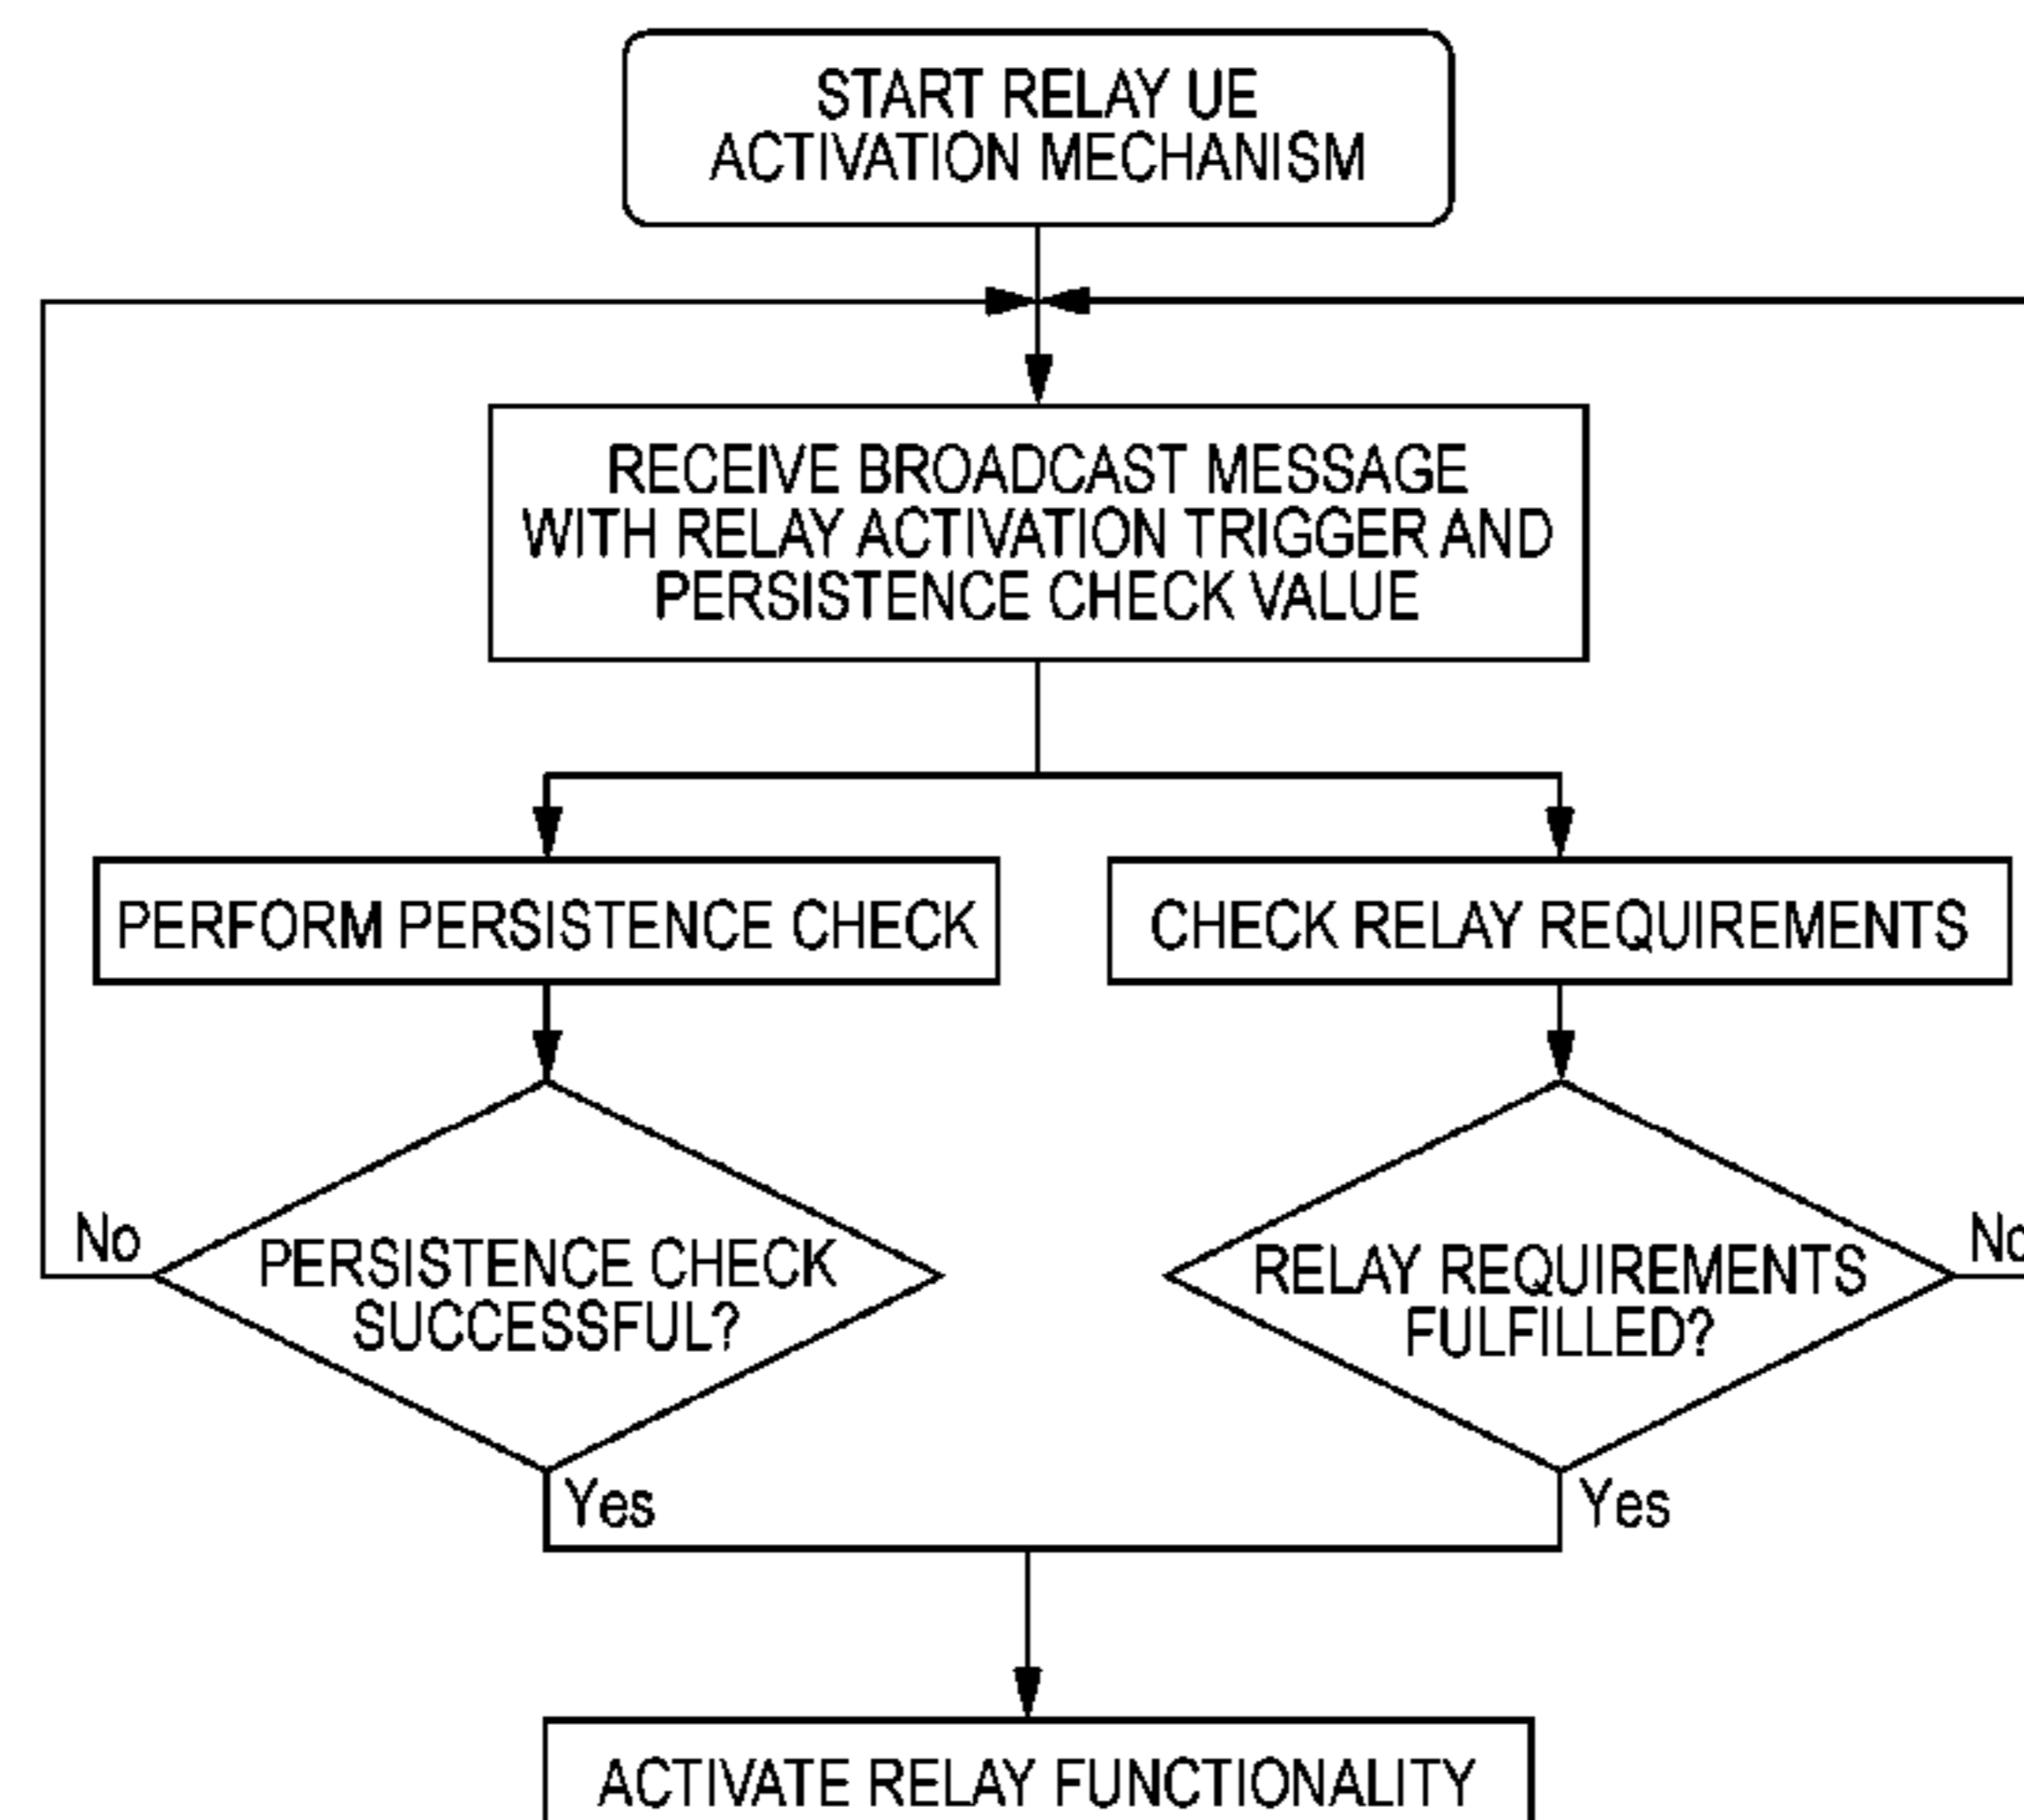 START RELAY UE
ACTIVATION MECHANISM
RECEIVE BROADCAST MESSAGE
WITH RELAY ACTIVATION TRIGGER AND
PERSISTENCE CHECK VALUE
PERFORM PERSISTENCE CHECK
CHECK RELAY REQUIREMENTS
No
PERSISTENCE CHECK
SUCCESSFUL?
RELAY REQUIREMENTS
FULFILLED?
No
Yes
Yes
ACTIVATE RELAY FUNCTIONALITY